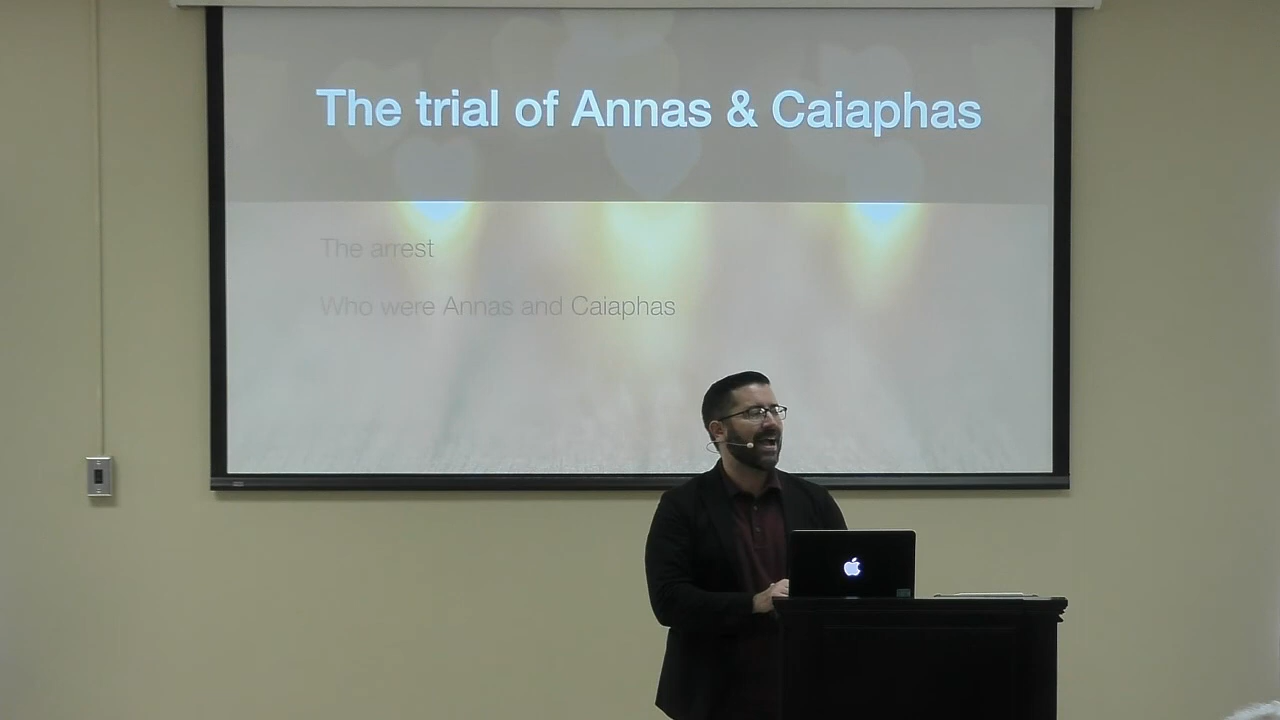 The trial of Annas & Caiaphas
The arrest
Who were Annas and Caiaphas